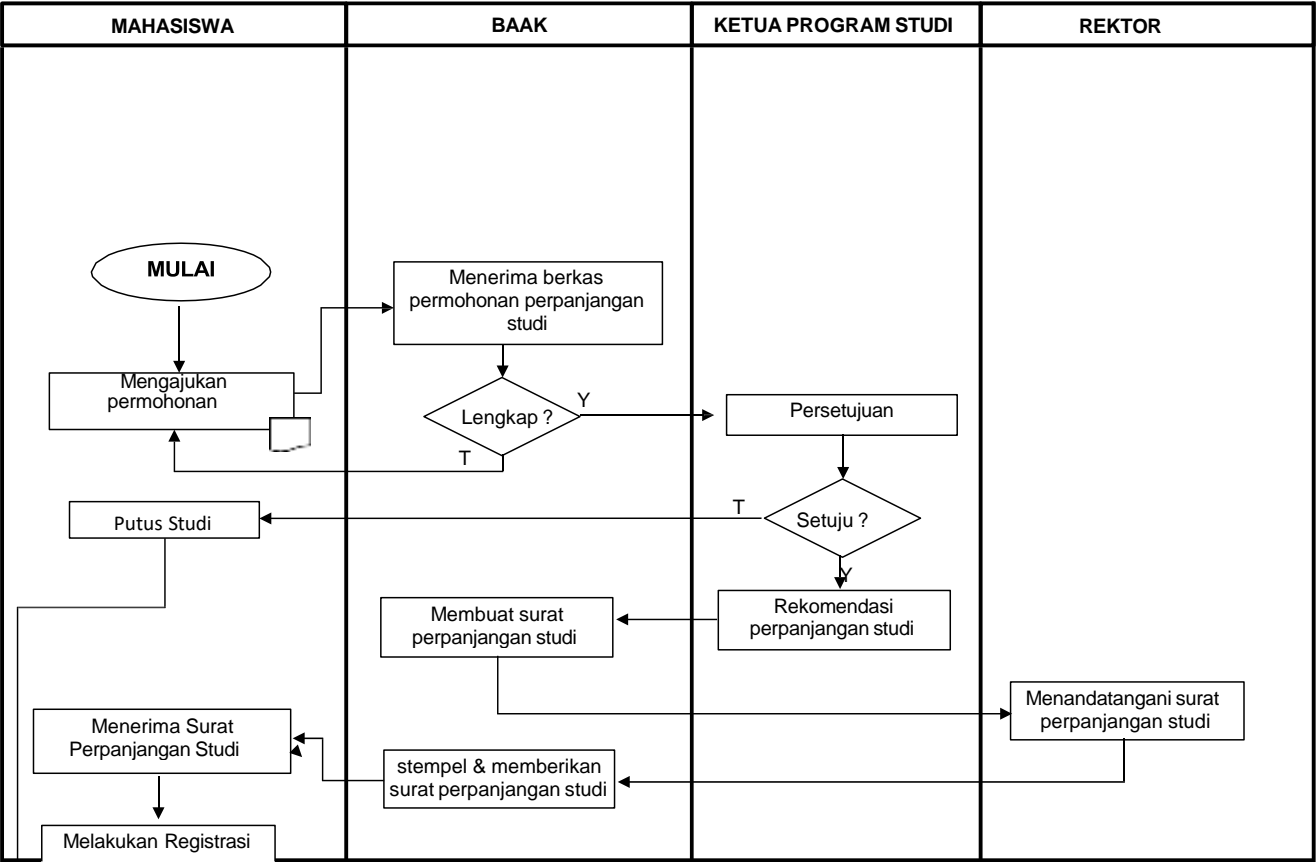 MAHASISWA
BAAK
KETUA PROGRAM STUDI
REKTOR
MULAI
Menerima berkas
permohonan perpanjangan
studi
Mengajukan
permohonan
Lengkap ?
Y
T
Persetujuan
Setuju ?
T
Y
Putus Studi
Rekomendasi
perpanjangan studi
Membuat surat
perpanjangan studi
Menandatangani surat
perpanjangan studi
stempel & memberikan
surat perpanjangan studi
Menerima Surat
Perpanjangan Studi
Melakukan Registrasi